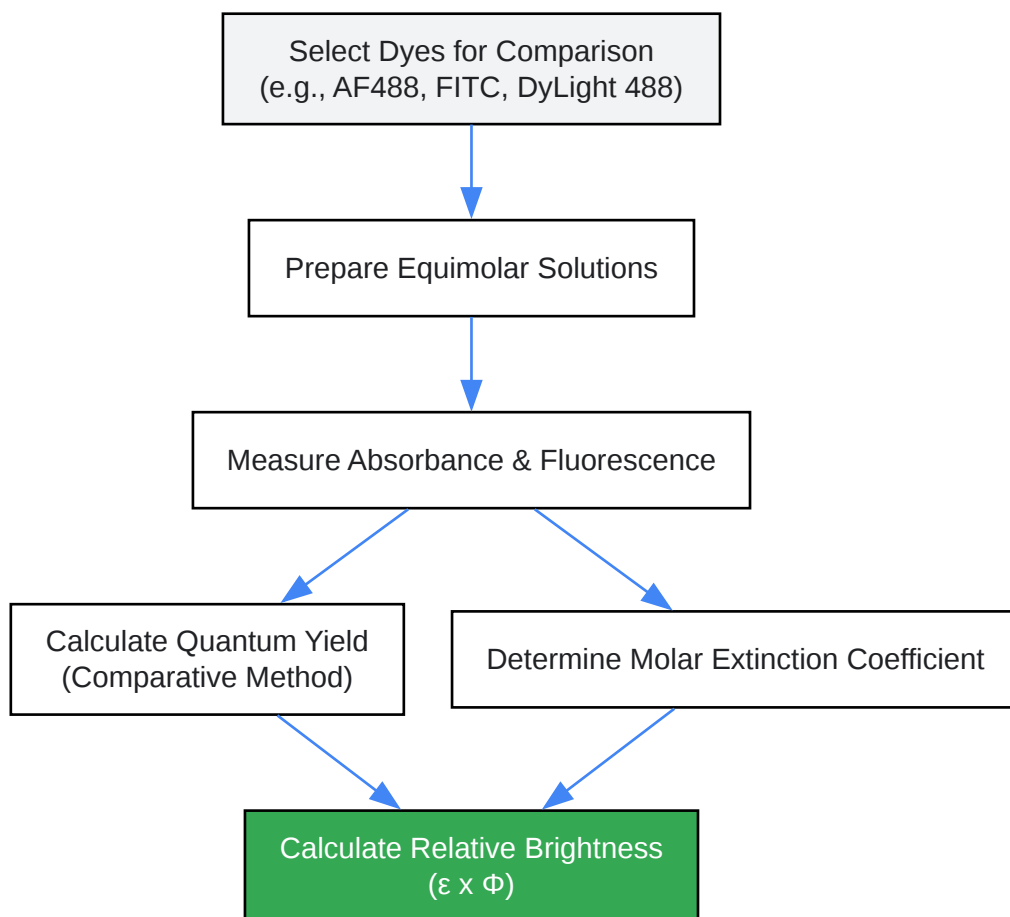 Select Dyes for Comparison
(e.g., AF488, FITC, DyLight 488)
Prepare Equimolar Solutions
Measure Absorbance & Fluorescence
Calculate Quantum Yield
(Comparative Method)
Determine Molar Extinction Coefficient
Calculate Relative Brightness
(ε x Φ)